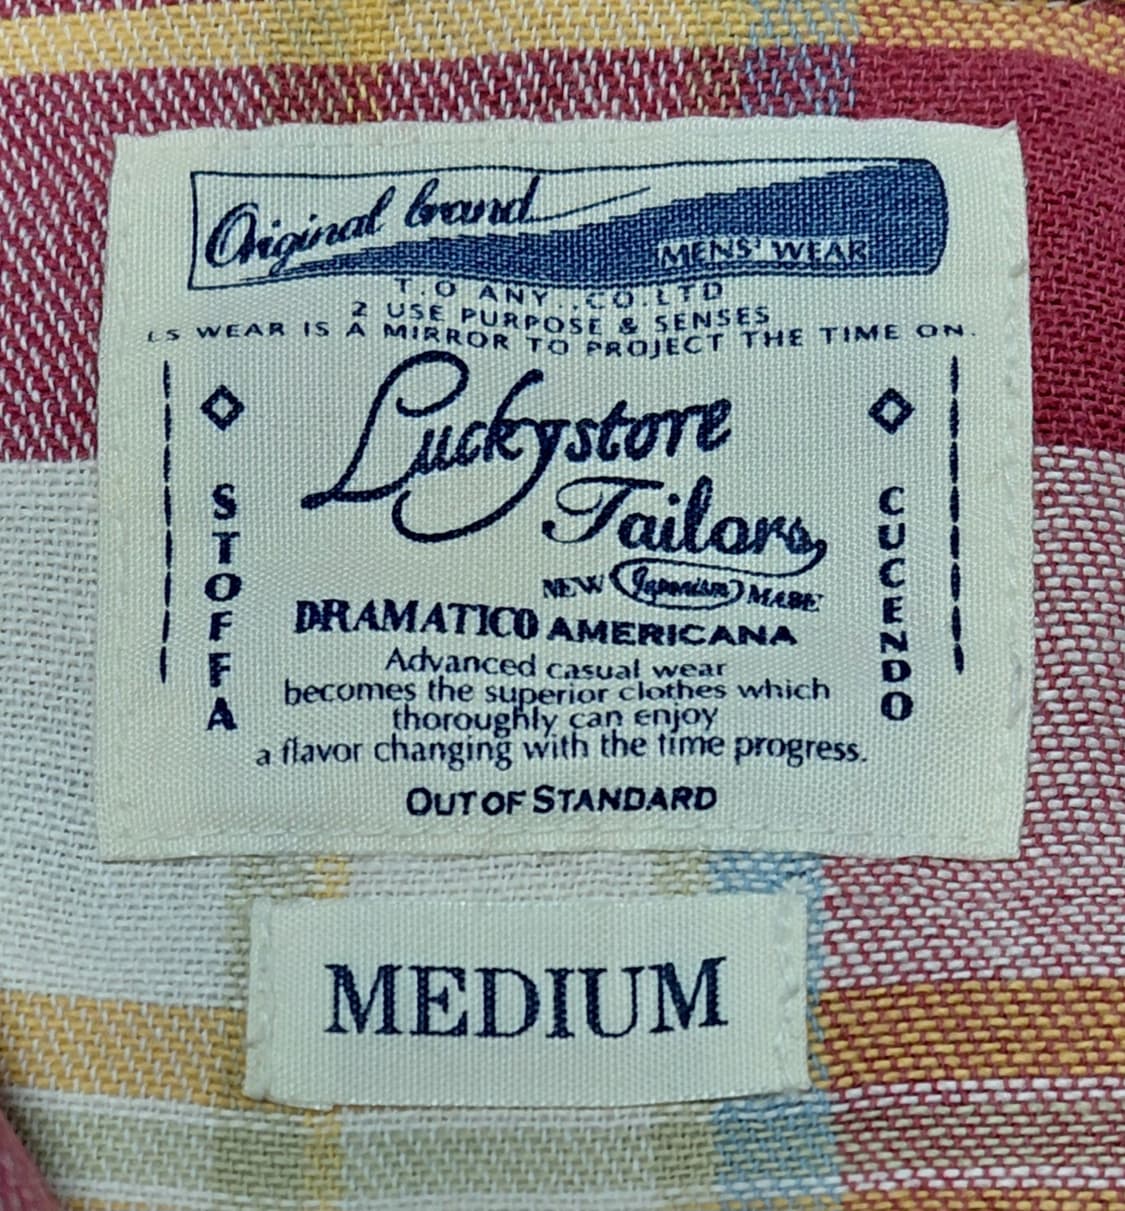 Original brand
MENS' WEAR
T.O ANY..CO.LTD
2 USE PURPOSE & SENSES
ES WEAR IS A MIRROR TO PROJECT THE TIME ON.
Luckystore
Tailors
NEW Japonism MADE
STOFFA
CUCENDO
DRAMATICO AMERICANA
Advanced casual wear
becomes the superior clothes which
thoroughly can enjoy
a flavor changing with the time progress.
OUT OF STANDARD
MEDIUM